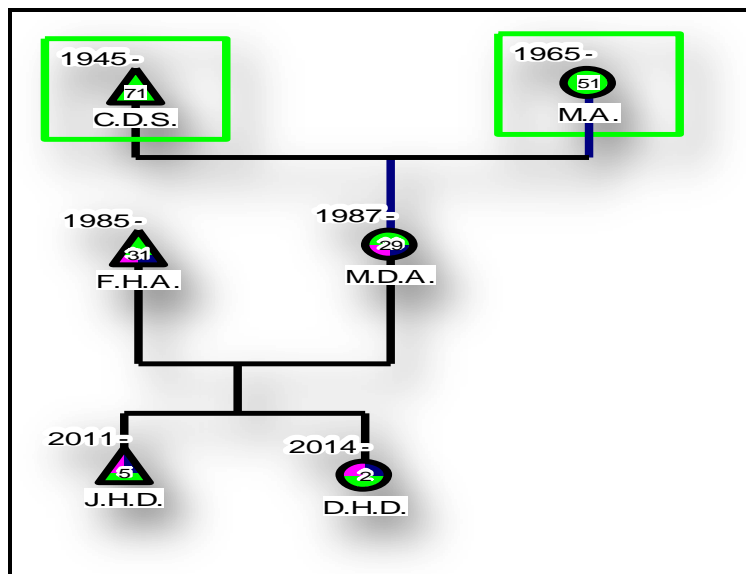 1945-
71
C.D.S.
1965-
51
M.A.
1985-
31
F.H.A.
1987-
29
M.D.A.
2011-
5
J.H.D.
2014-
2
D.H.D.